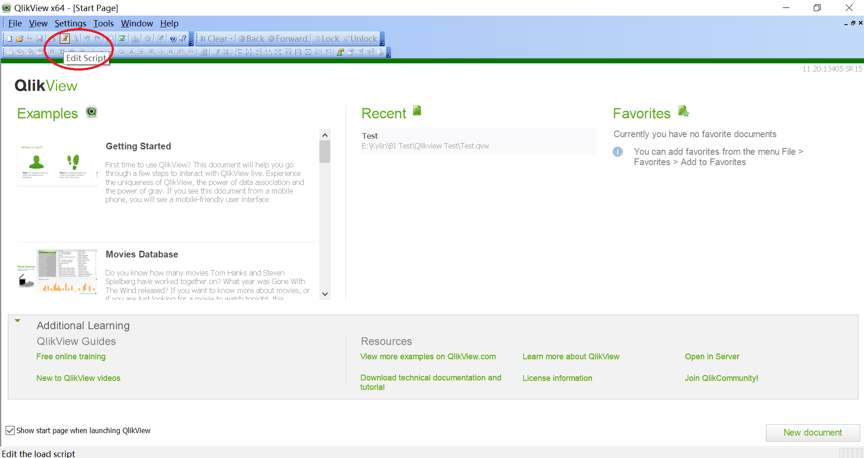 QlikView x64 - [Start Page]
File View Settings Tools Window Help
Clear Back Forward Lock Unlock
Edit Script
11.20.13405 SR15
QlikView
Examples
Getting Started
First time to use QlikView? This document will help you go
through a few steps to interact with QlikView live. Experience
the uniqueness of QlikView, the power of data association and
the power of gray. If you see this document from a mobile
phone, you will see a mobile-friendly user interface.
Movies Database
Do you know how many movies Tom Hanks and Steven
Spielberg have worked together on? What year was Gone With
The Wind released? If you want to know more about movies, or
if you are just looking for a movie to watch tonight, this
Recent
Test
E:\Kylin\BI Test\Qlikview Test\Test.qvw
Favorites
Currently you have no favorite documents
You can add favorites from the menu File >
Favorites > Add to Favorites
Additional Learning
QlikView Guides
Free online training
New to QlikView videos
Resources
View more examples on QlikView.com
Download technical documentation and
tutorial
Learn more about QlikView
License information
Open in Server
Join QlikCommunity!
Show start page when launching QlikView
New document
Edit the load script